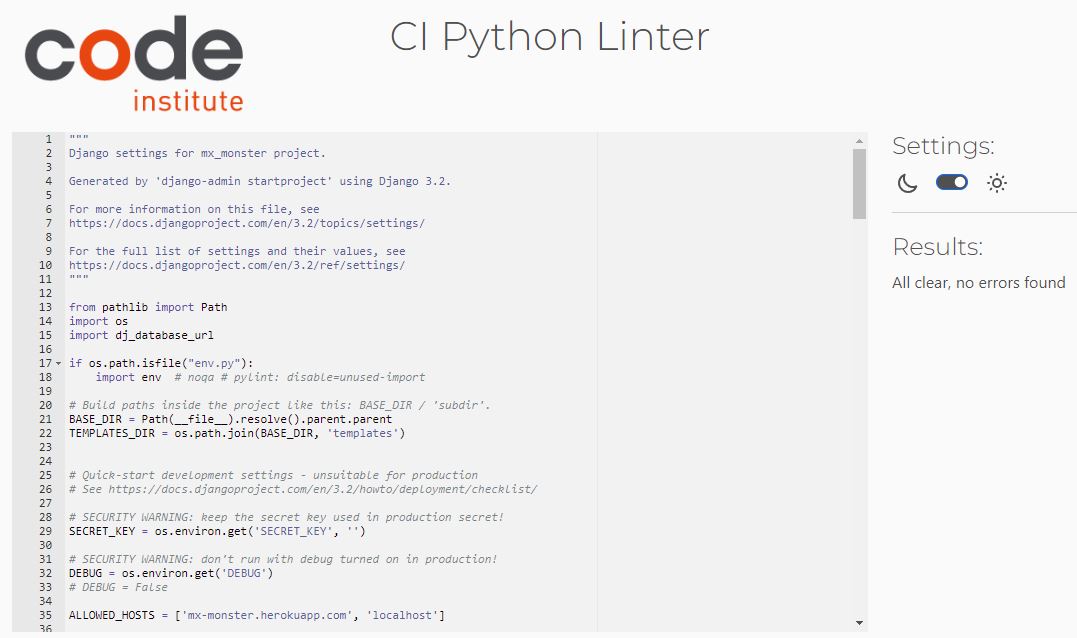 code
institute
CI Python Linter
1 """
2 Django settings for mx_monster project.
3
4 Generated by 'django-admin startproject' using Django 3.2.
5
6 For more information on this file, see
7 https://docs.djangoproject.com/en/3.2/topics/settings/
8
9 For the full list of settings and their values, see
10 https://docs.djangoproject.com/en/3.2/ref/settings/
11 """
12
13 from pathlib import Path
14 import os
15 import dj_database_url
16
17 if os.path.isfile("env.py"):
18     import env  # noqa # pylint: disable=unused-import
19
20 # Build paths inside the project like this: BASE_DIR / 'subdir'.
21 BASE_DIR = Path(__file__).resolve().parent.parent
22 TEMPLATES_DIR = os.path.join(BASE_DIR, 'templates')
23
24
25 # Quick-start development settings - unsuitable for production
26 # See https://docs.djangoproject.com/en/3.2/howto/deployment/checklist/
27
28 # SECURITY WARNING: keep the secret key used in production secret!
29 SECRET_KEY = os.environ.get('SECRET_KEY', '')
30
31 # SECURITY WARNING: don't run with debug turned on in production!
32 DEBUG = os.environ.get('DEBUG')
33 # DEBUG = False
34
35 ALLOWED_HOSTS = ['mx-monster.herokuapp.com', 'localhost']
36
Settings:
Results:
All clear, no errors found